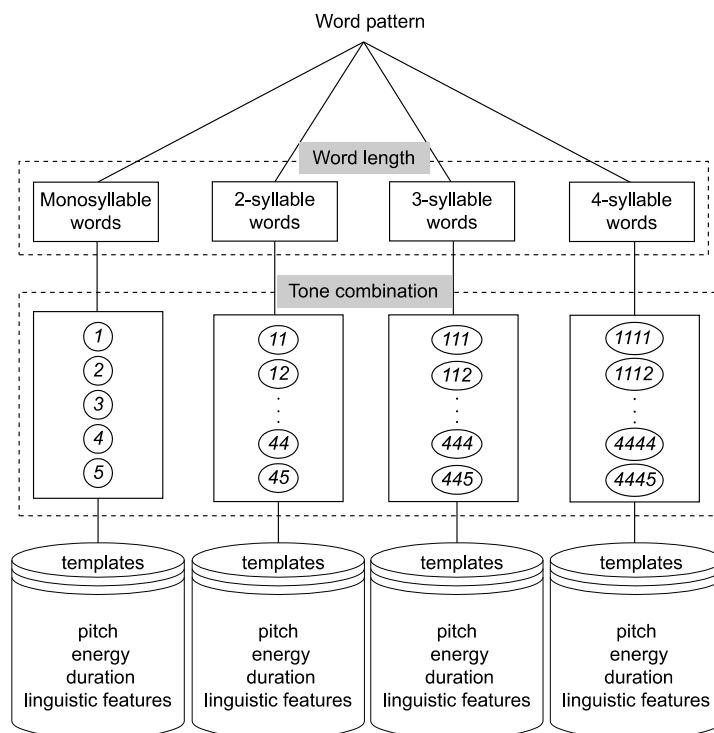 Word pattern
Word length
Monosyllable
words
2-syllable
words
3-syllable
words
4-syllable
words
Tone combination
1
2
3
4
5
11
12
44
45
111
112
444
445
1111
1112
4444
4445
templates
pitch
energy
duration
linguistic features
templates
pitch
energy
duration
linguistic features
templates
pitch
energy
duration
linguistic features
templates
pitch
energy
duration
linguistic features